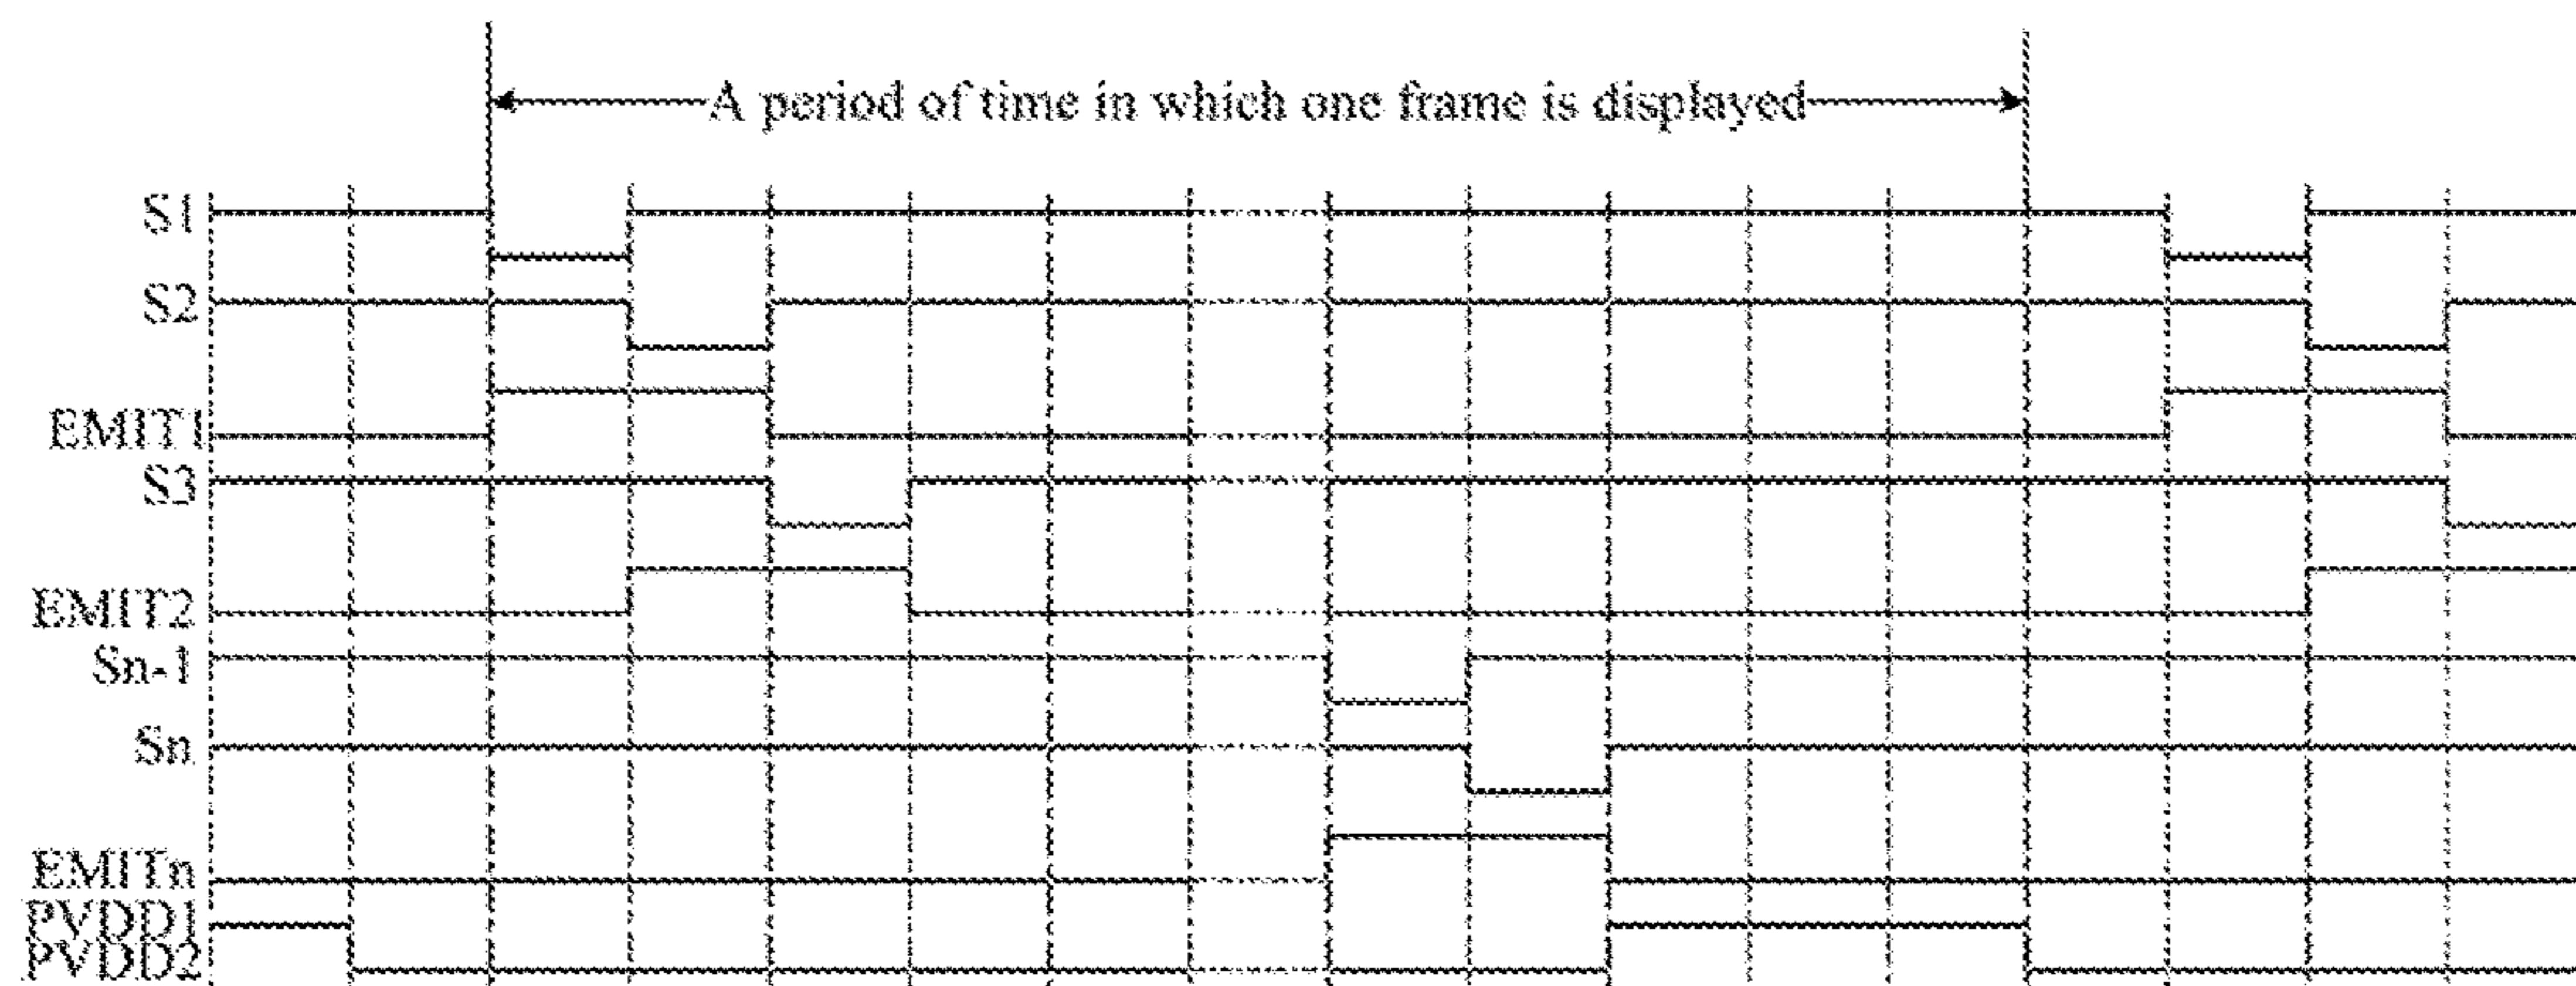 A period of time in which one frame is displayed
S1
S2
EMIT1
S3
EMIT2
Sn-1
Sn
EMITn
PVDD1
PVDD2